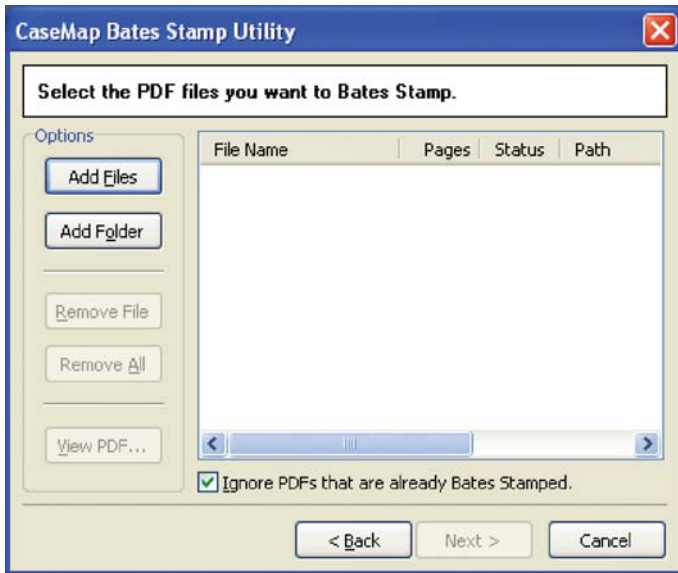 CaseMap Bates Stamp Utility
Select the PDF files you want to Bates Stamp.
Options
Add Files
Add Folder
Remove File
Remove All
View PDF...
File Name Pages Status Path
Ignore PDFs that are already Bates Stamped.
< Back Next > Cancel